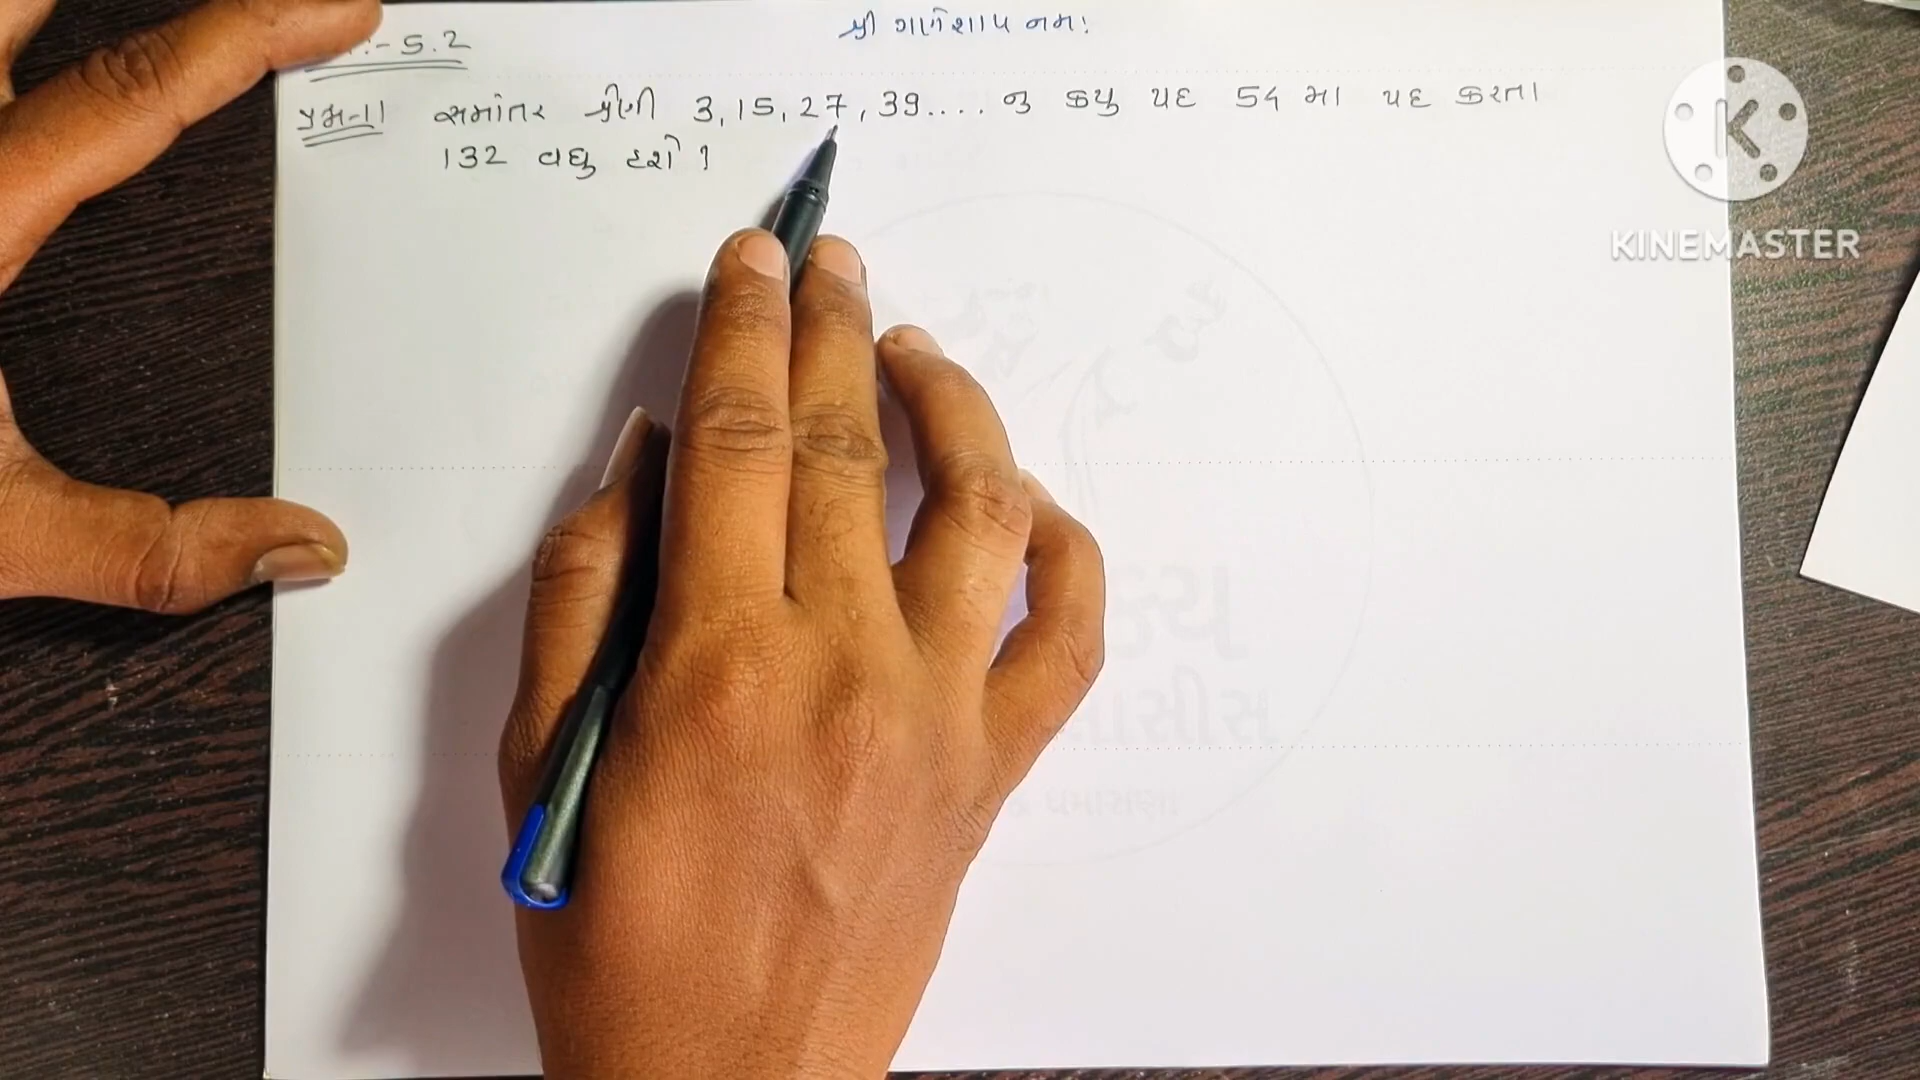 શ્રી ગણેશાય નમઃ
:- 5.2
પ્રશ્ન-11 સમાંતર શ્રેણી 3, 15, 27, 39.... નુ કયુ પદ 54 મા પદ કરતા
132 વધુ હશે ?
KINEMASTER